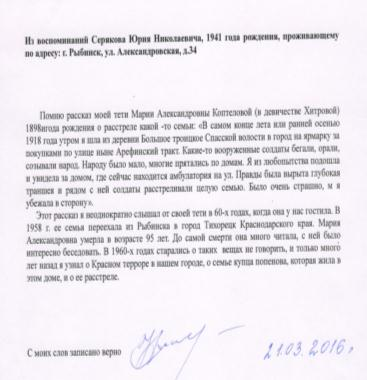 Из воспоминаний Серякова Юрия Николаевича, 1941 года рождения, проживающему
по адресу: г. Рыбинск, ул. Александровская, д.34
Помню рассказ моей тети Марии Александровны Коптеловой (в девичестве Хитровой)
1898игода рождения о расстреле какой -то семьи: «В самом конце лета или ранней осенью
1918 года утром я шла из деревни Большое троицкое Спасской волости в город на ярмарку за
покупками по улице ныне Арефинский тракт. Какие-то вооруженные солдаты бегали, орали,
созывали народ. Народу было мало, многие прятались по домам. Я из любопытства подошла
и увидела за домом, где сейчас находится амбулатория на ул. Правды была вырыта глубокая
траншея и рядом с ней солдаты расстреливали целую семью. Было очень страшно, м я
убежала в сторону».
Этот рассказ я неоднократно слышал от своей тети в 60-х годах, когда она у нас гостила. В
1958 г. ее семья переехала из Рыбинска в город Тихорецк Краснодарского края. Мария
Александровна умерла в возрасте 95 лет. До самой смерти она много читала, с ней было
интересно беседовать. В 1960-х годах старались о таких вещах не говорить, и только много
лет назад я узнал о Красном терроре в нашем городе, о семье купца попенова, которая жила в
этом доме, и о ее расстреле.
С моих слов записано верно
21.03.2016г